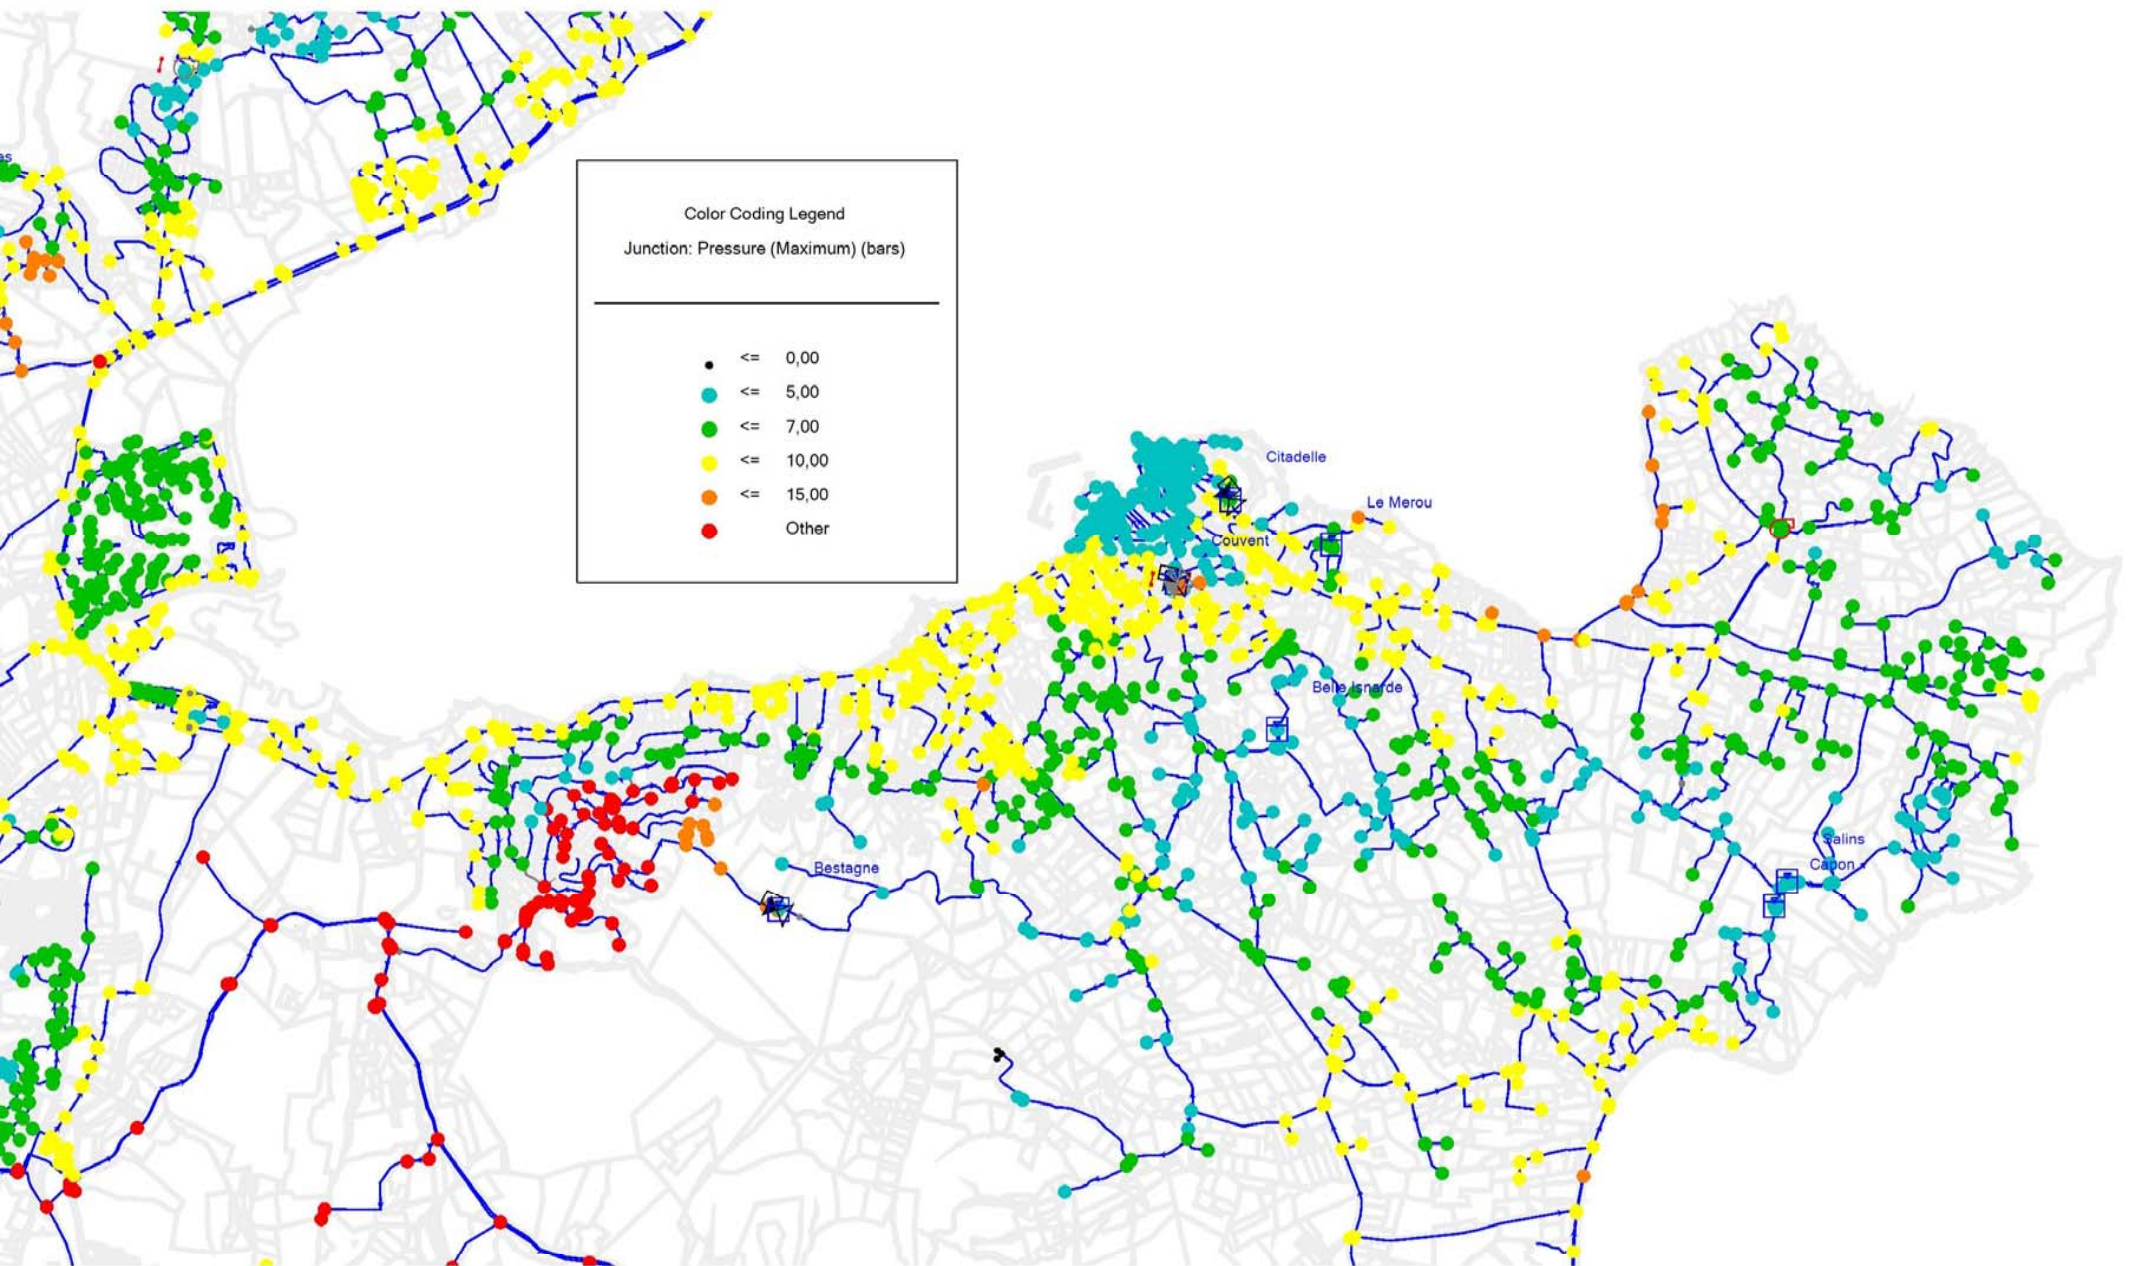 es
Color Coding Legend
Junction: Pressure (Maximum) (bars)
<= 0,00
<= 5,00
<= 7,00
<= 10,00
<= 15,00
Other
Citadelle
Le Merou
Couvent
Belle Isnarde
Bestagne
Salins
Capon